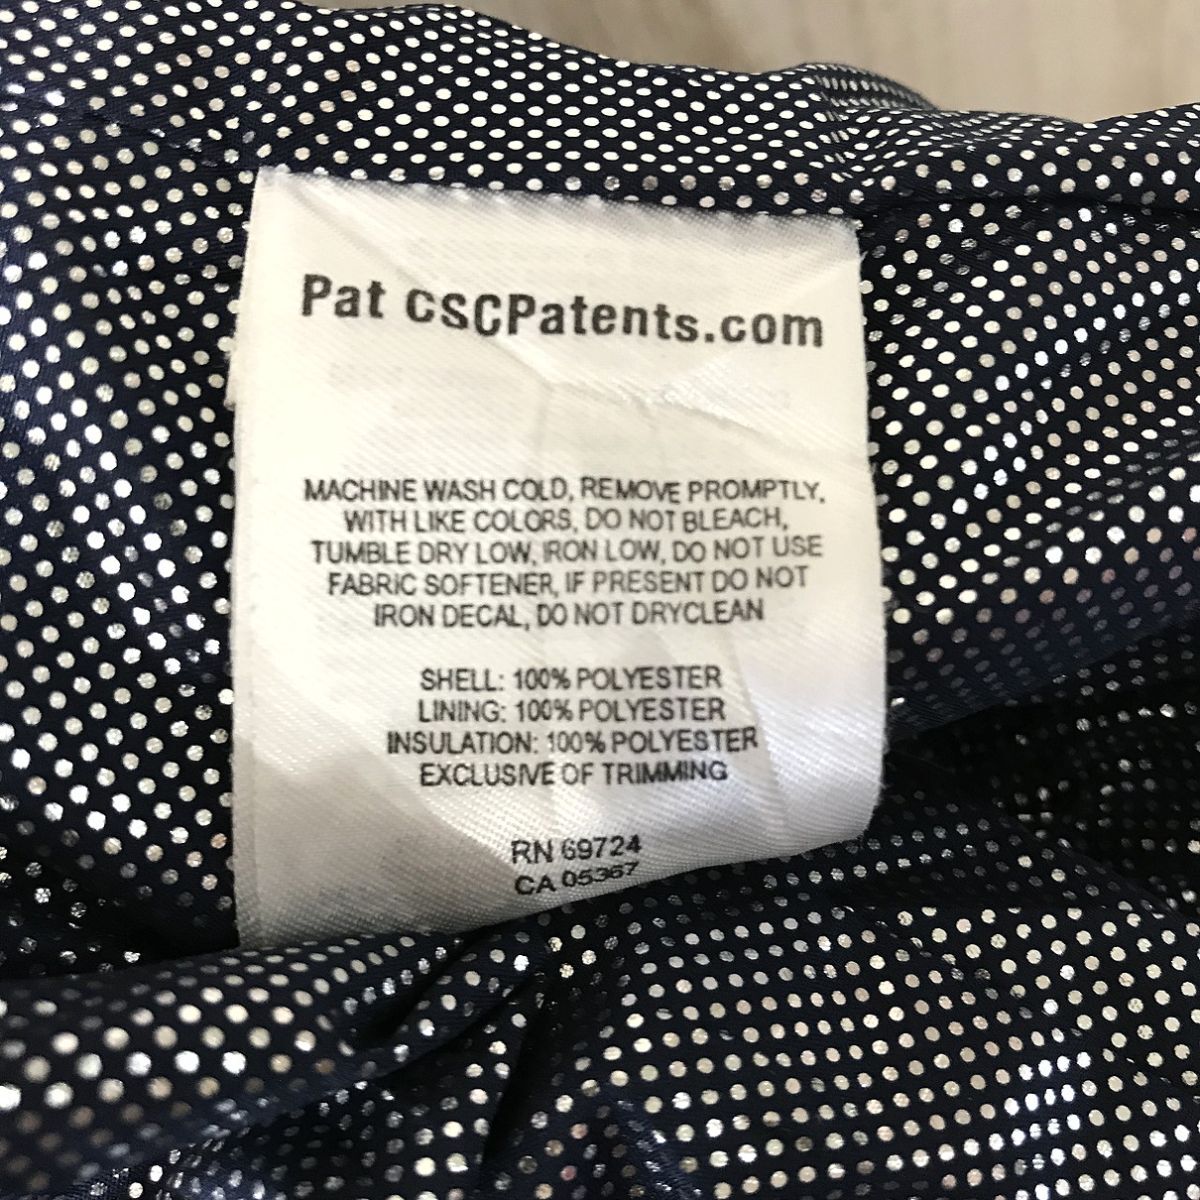 Pat CSCPatents.com
MACHINE WASH COLD, REMOVE PROMPTLY,
WITH LIKE COLORS, DO NOT BLEACH,
TUMBLE DRY LOW, IRON LOW, DO NOT USE
FABRIC SOFTENER, IF PRESENT DO NOT
IRON DECAL, DO NOT DRYCLEAN
SHELL: 100% POLYESTER
LINING: 100% POLYESTER
INSULATION: 100% POLYESTER
EXCLUSIVE OF TRIMMING
RN 69724
CA 05367